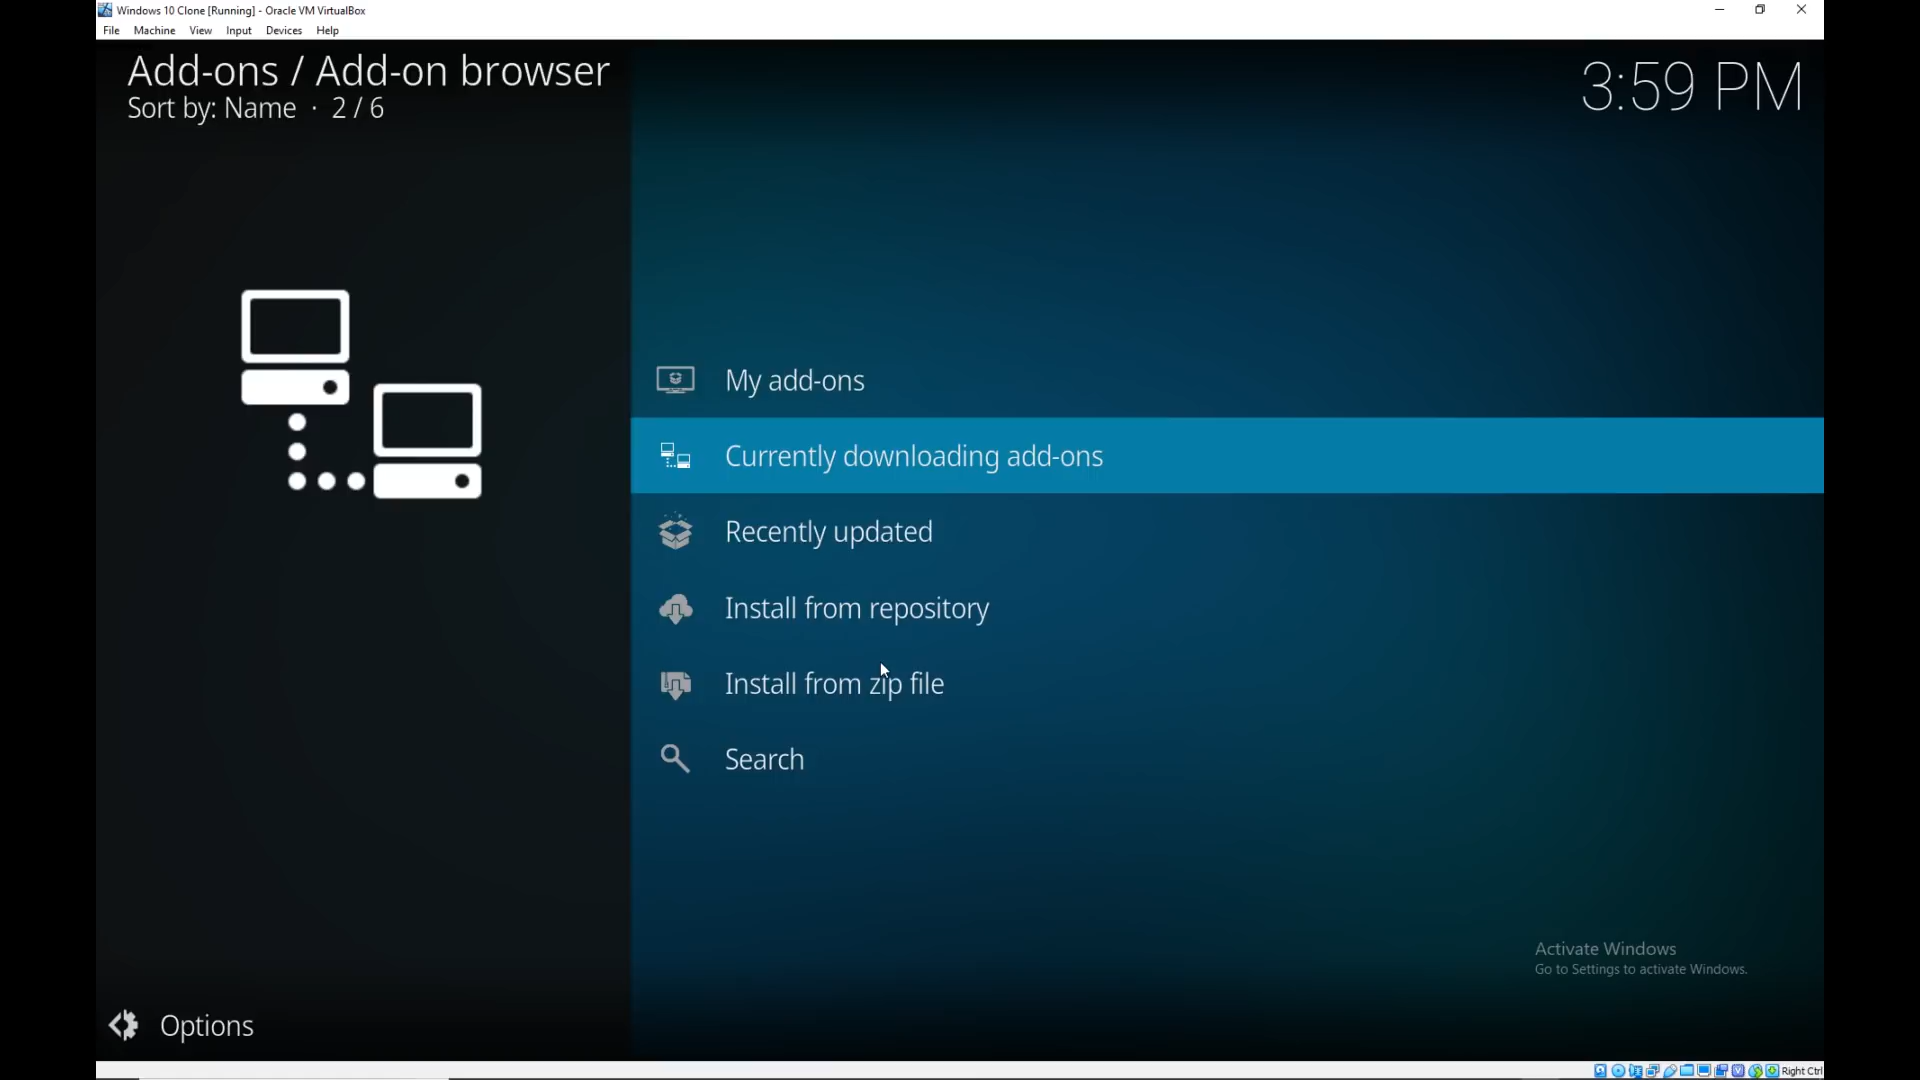 Windows 10 Clone [Running] - Oracle VM VirtualBox
File Machine View Input Devices Help
Add-ons / Add-on browser
Sort by: Name · 2 / 6
3:59 PM
My add-ons
Currently downloading add-ons
Recently updated
Install from repository
Install from zip file
Search
Activate Windows
Go to Settings to activate Windows.
Options
Right Ctrl